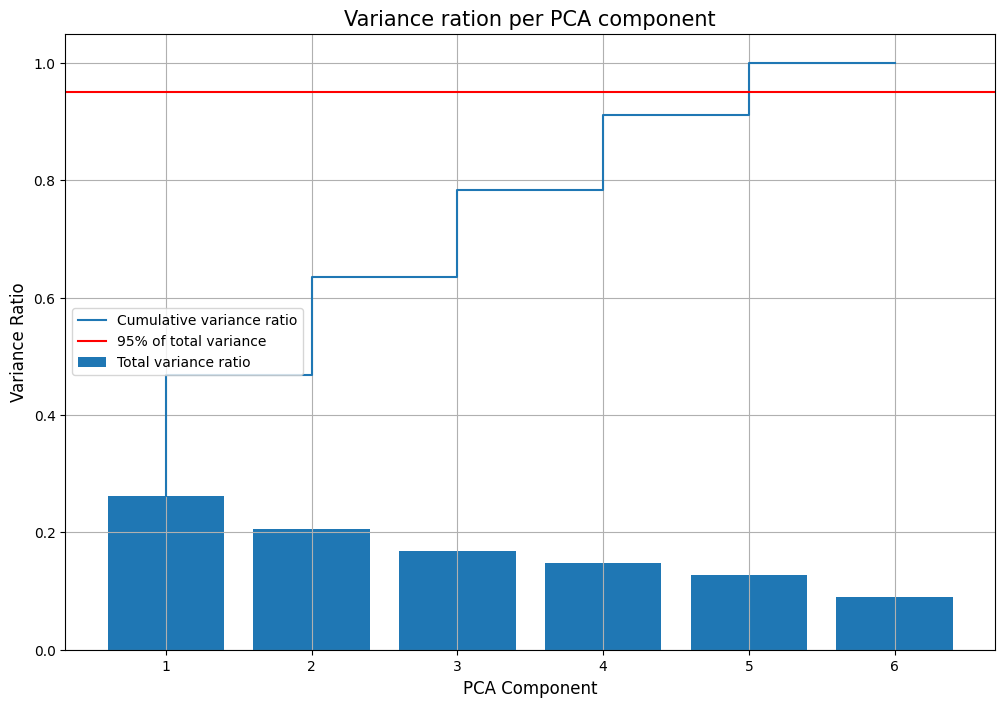 Variance ration per PCA component
Variance Ratio
1.0
0.8
0.6
0.4
0.2
0.0
Cumulative variance ratio
95% of total variance
Total variance ratio
1 2 3 4 5 6
PCA Component